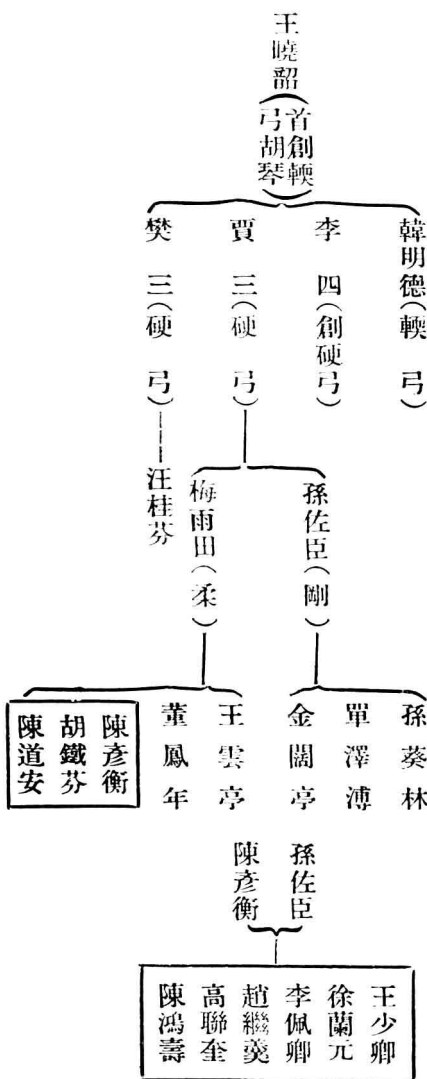 王曉韶(首創輭弓胡琴)
韓明德(輭弓)
李四(創硬弓)
賈三(硬弓)
樊三(硬弓)
汪桂芬
孫佐臣(剛)
梅雨田(柔)
孫葵林
單澤溥
金闊亭
王雲亭
董鳳年
陳彥衡
胡鐵芬
陳道安
孫佐臣
陳彥衡
王少卿
徐蘭元
李佩卿
趙繼羹
高聯奎
陳鴻壽